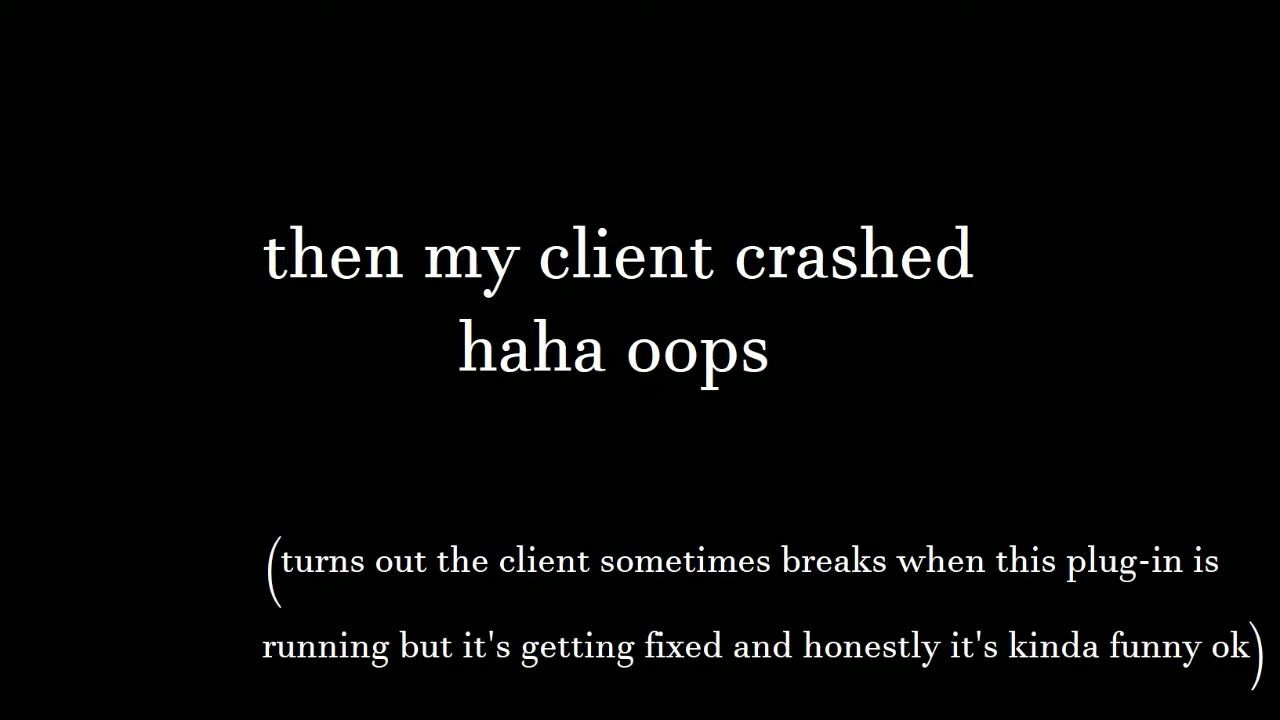 then my client crashed
haha oops
(turns out the client sometimes breaks when this plug-in is
running but it's getting fixed and honestly it's kinda funny ok)